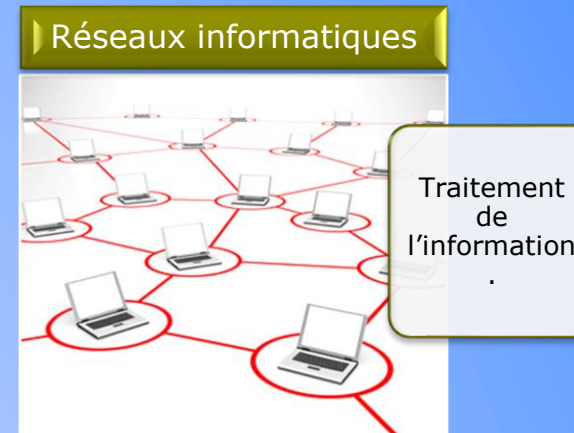 Réseaux informatiques
Traitement
de
l'information
.